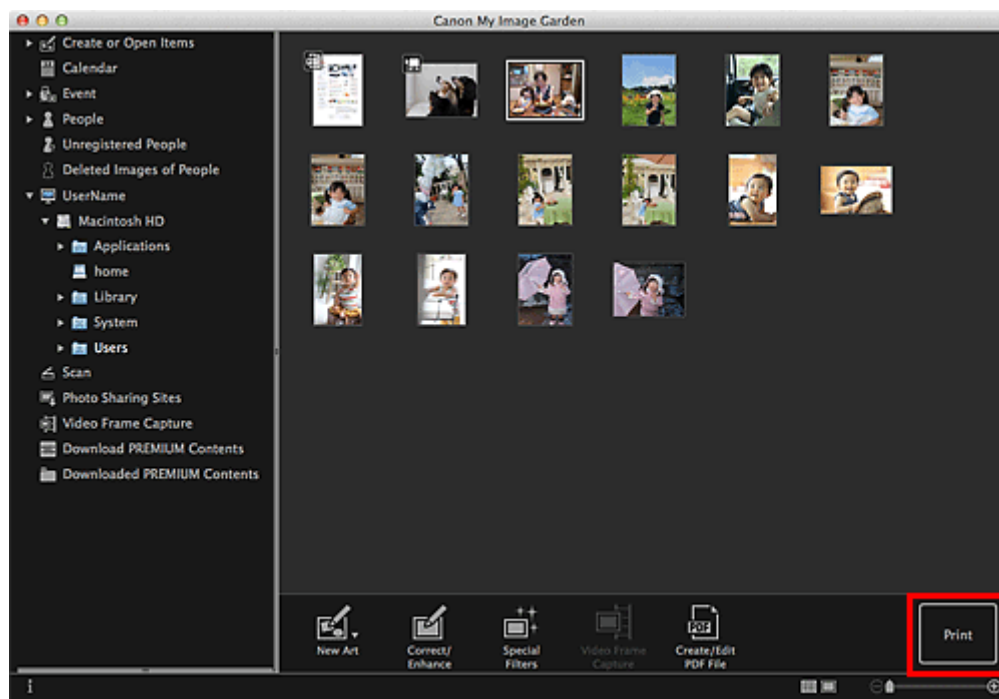 Canon My Image Garden
Create or Open Items
Calendar
Event
People
Unregistered People
Deleted Images of People
UserName
Macintosh HD
Applications
home
Library
System
Users
Scan
Photo Sharing Sites
Video Frame Capture
Download PREMIUM Contents
Downloaded PREMIUM Contents
New Art
Correct/
Enhance
Special
Filters
Video Frame
Capture
PDF
Create/Edit
PDF File
Print